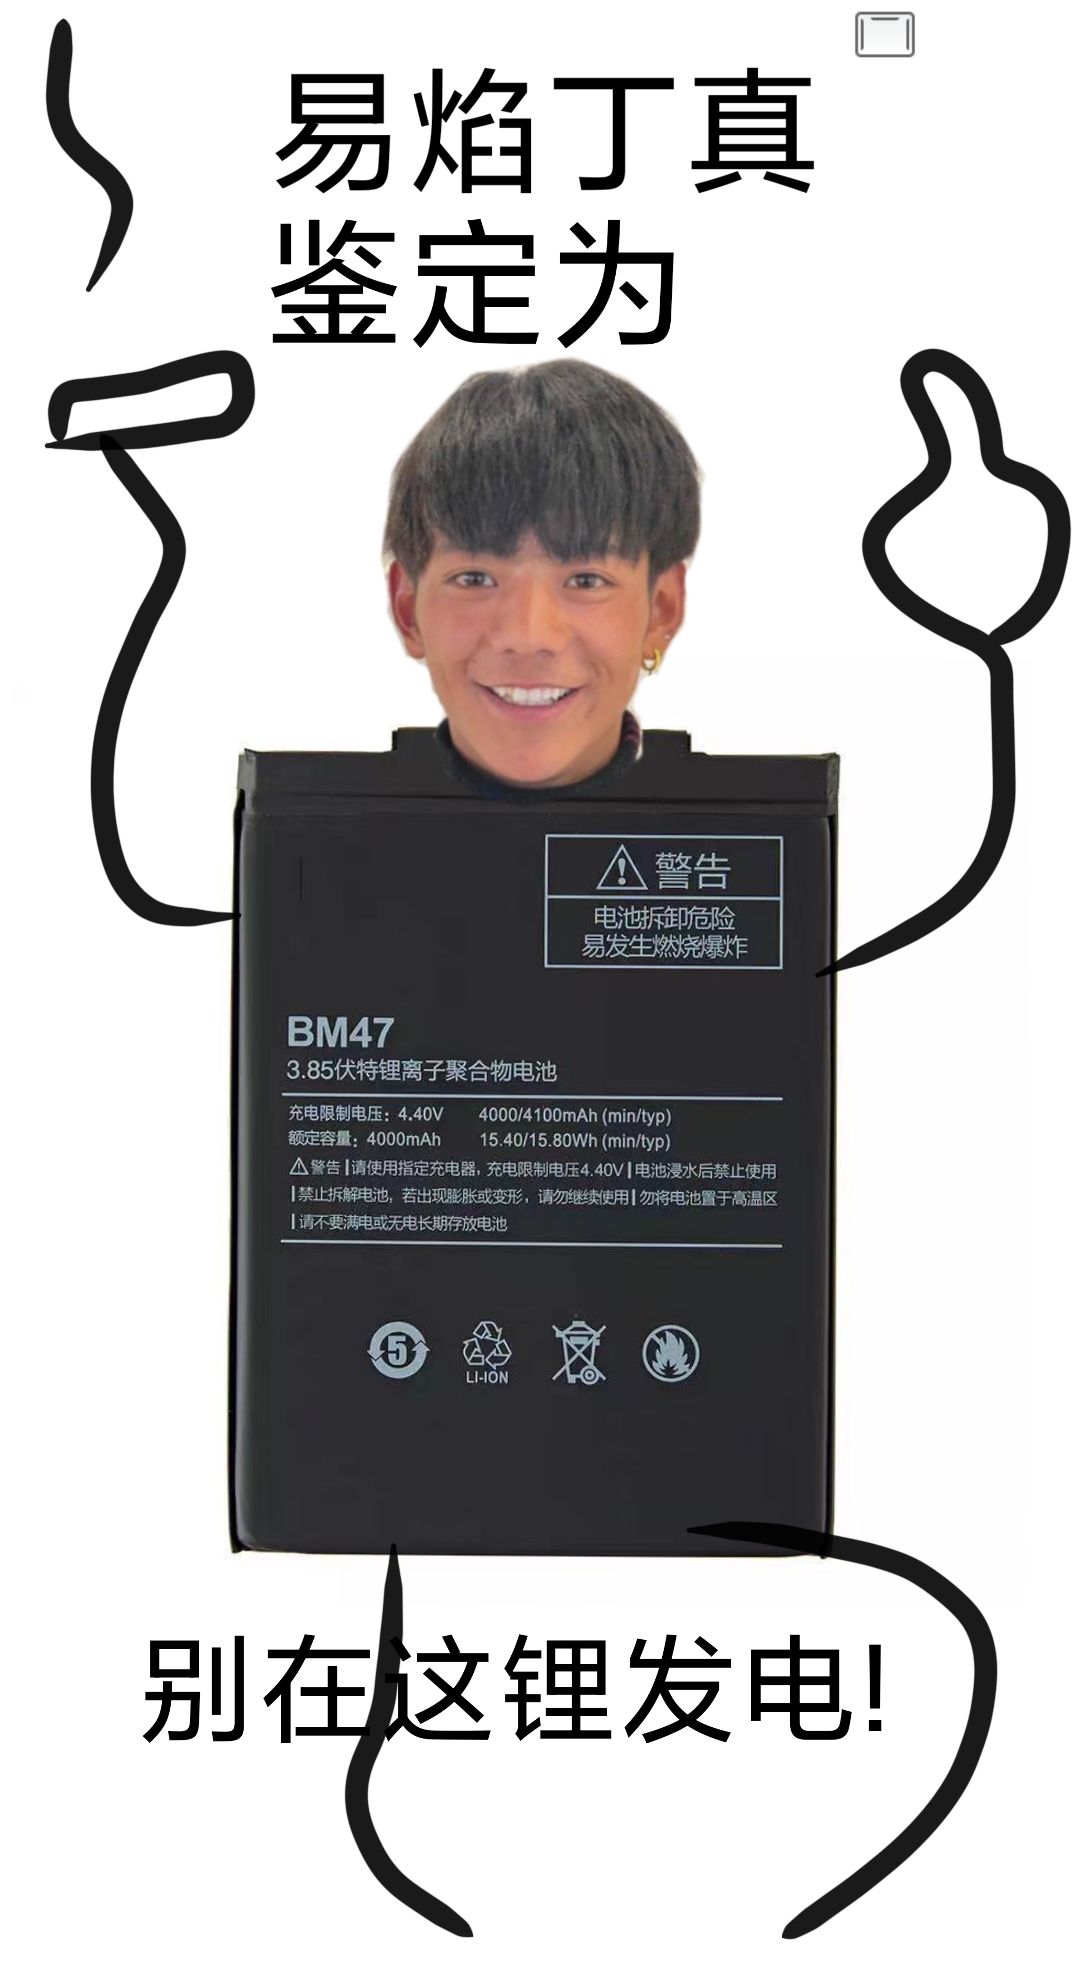 易焰丁真
鉴定为
警告
电池拆卸危险
易发生燃烧爆炸
BM47
3.85伏特锂离子聚合物电池
充电限制电压：4.40V 4000/4100mAh (min/typ)
额定容量：4000mAh 15.40/15.80Wh (min/typ)
警告|请使用指定充电器，充电限制电压4.40V|电池浸水后禁止使用
|禁止拆解电池，若出现膨胀或变形，请勿继续使用|勿将电池置于高温区
|请不要满电或无电长期存放电池
5
LI-ION
别在这锂发电!